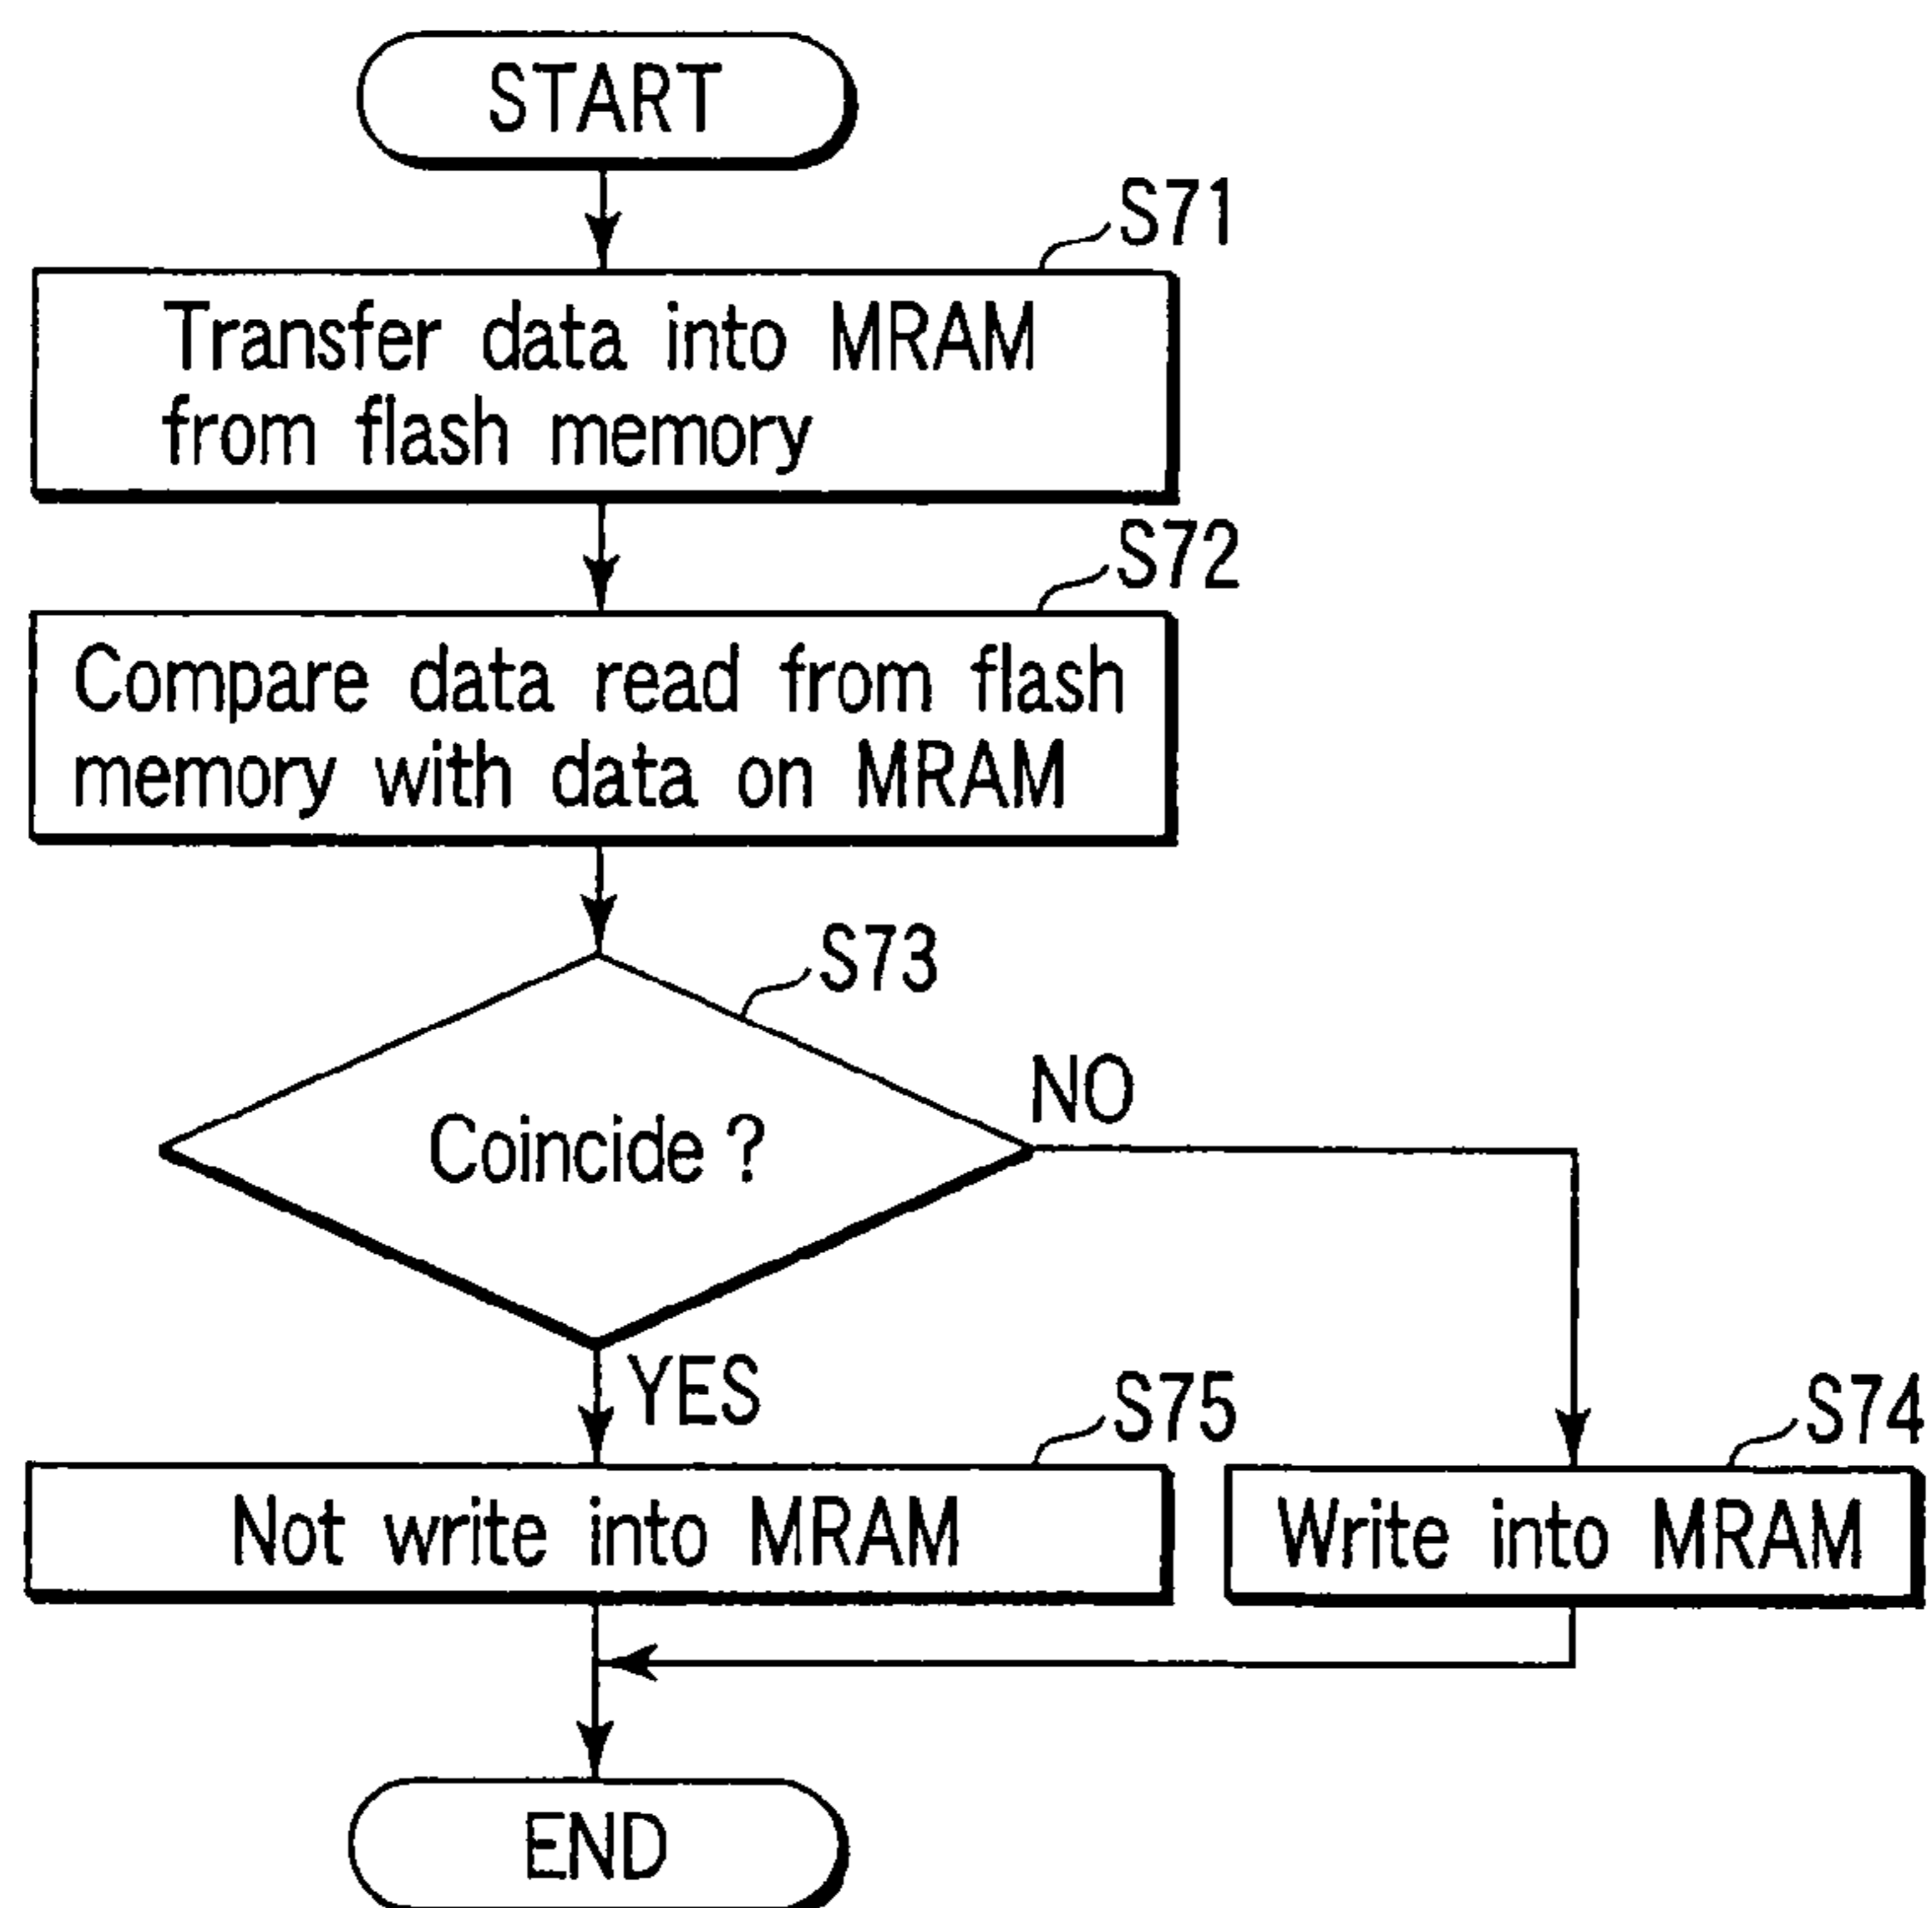 START
S71
Transfer data into MRAM
from flash memory
S72
Compare data read from flash
memory with data on MRAM
S73
Coincide ?
NO
YES
S75
Not write into MRAM
S74
Write into MRAM
END